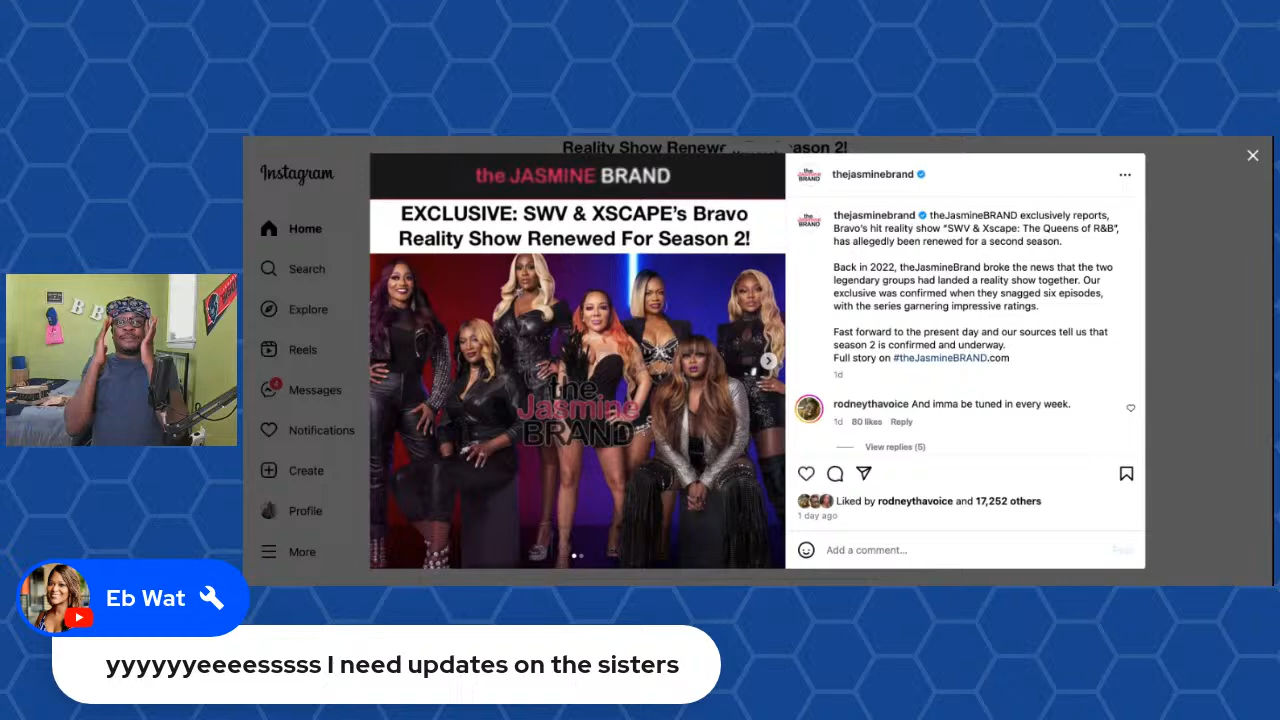 Reality Show Renewe
ason 2!
Instagram
Home
Search
Explore
Reels
4
Messages
Notifications
Create
Profile
More
the JASMINE BRAND
EXCLUSIVE: SWV & XSCAPE's Bravo
Reality Show Renewed For Season 2!
the
Jasmine
BRAND
thejasminebrand
thejasminebrand theJasmineBRAND exclusively reports,
Bravo's hit reality show "SWV & Xscape: The Queens of R&B",
has allegedly been renewed for a second season.
Back in 2022, theJasmineBrand broke the news that the two
legendary groups had landed a reality show together. Our
exclusive was confirmed when they snagged six episodes,
with the series garnering impressive ratings.
Fast forward to the present day and our sources tell us that
season 2 is confirmed and underway.
Full story on #theJasmineBRAND.com
1d
rodneythavoice And imma be tuned in every week.
1d 80 likes Reply
View replies (5)
Liked by rodneythavoice and 17,252 others
1 day ago
Add a comment...
Post
B B
Eb Wat
yyyyyyeeeesssss I need updates on the sisters